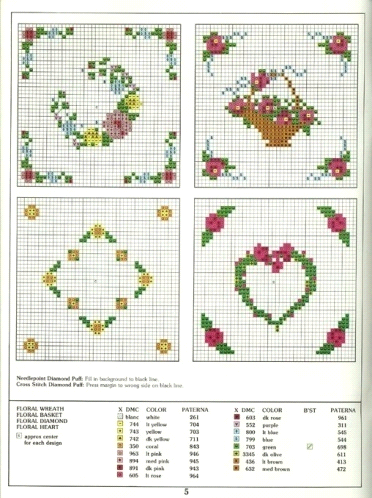 Needlepoint Diamond Puff: Fill in background to blank line.
Cross Stitch Diamond Puff: Press margin to wrong side on black line.
FLORAL WREATH
FLORAL BASKET
FLORAL DIAMOND
FLORAL HEART
approx center
for each design
X DMC COLOR PATERNA
blanc white 261
744 lt yellow 704
743 yellow 703
742 dk yellow 711
350 coral 843
963 lt pink 946
894 med pink 945
891 dk pink 943
605 lt rose 964
X DMC COLOR B'ST PATERNA
603 dk rose 961
552 purple 311
800 lt blue 545
799 blue 544
703 green 698
3345 dk olive 611
436 lt brown 413
632 med brown 472
5